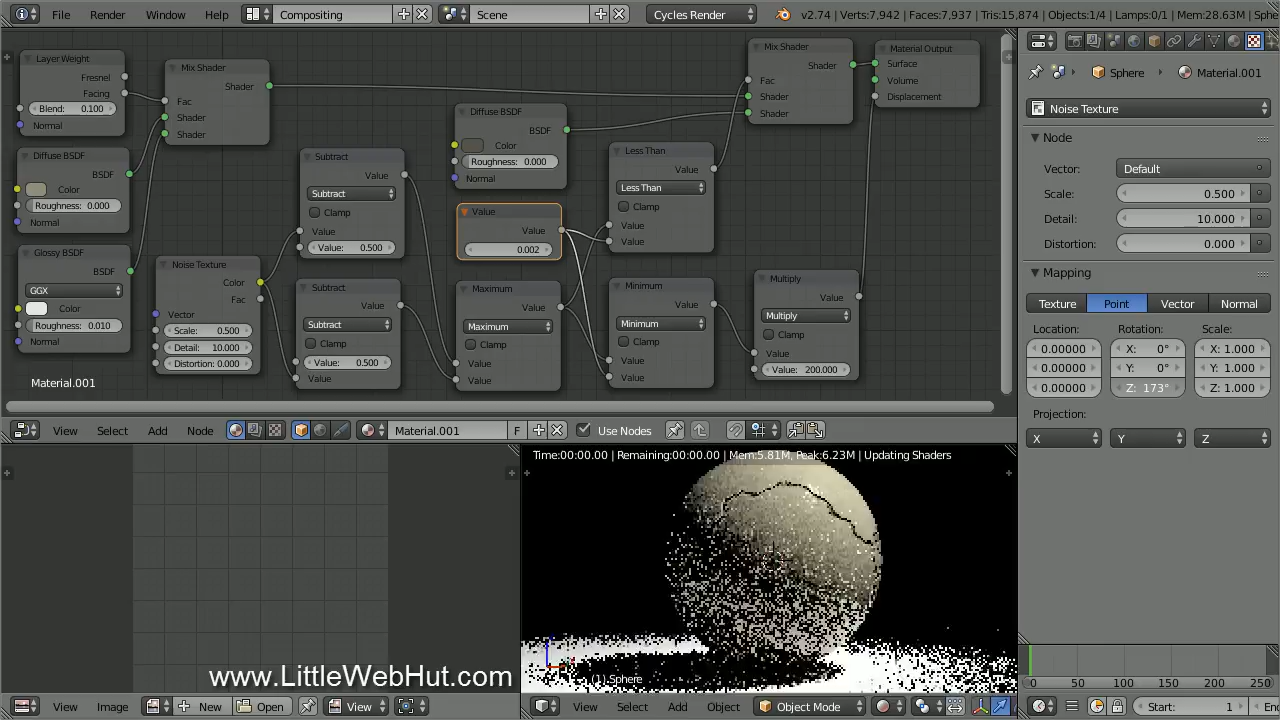 File Render Window Help Compositing Scene Cycles Render v2.74 | Verts:7,942 | Faces:7,937 | Tris:15,874 | Objects:1/4 | Lamps:0/1 | Mem:28.63M | Sphe
Layer Weight
Fresnel
Facing
Blend: 0.100
Normal
Mix Shader
Shader
Fac
Shader
Shader
Diffuse BSDF
BSDF
Color
Roughness: 0.000
Normal
Glossy BSDF
BSDF
GGX
Color
Roughness: 0.010
Normal
Noise Texture
Color
Fac
Vector
Scale: 0.500
Detail: 10.000
Distortion: 0.000
Subtract
Value
Subtract
Clamp
Value
Value: 0.500
Subtract
Value
Subtract
Clamp
Value: 0.500
Value
Diffuse BSDF
BSDF
Color
Roughness: 0.000
Normal
Value
Value
0.002
Maximum
Value
Maximum
Clamp
Value
Value
Less Than
Value
Less Than
Clamp
Value
Value
Minimum
Value
Minimum
Clamp
Value
Value
Mix Shader
Shader
Fac
Shader
Shader
Multiply
Value
Multiply
Clamp
Value
Value: 200.000
Material Output
Surface
Volume
Displacement
Material.001
View Select Add Node Material.001 F Use Nodes
Sphere Material.001
Noise Texture
Node
Vector: Default
Scale: 0.500
Detail: 10.000
Distortion: 0.000
Mapping
Texture Point Vector Normal
Location: Rotation: Scale:
0.00000 X: 0° X: 1.000
0.00000 Y: 0° Y: 1.000
0.00000 Z: 173° Z: 1.000
Projection:
X Y Z
Time:00:00.00 | Remaining:00:00.00 | Mem:5.81M, Peak:6.23M | Updating Shaders
(1) Sphere
www.LittleWebHut.com
View Image New Open View
View Select Add Object Object Mode
0 50 100 150 200 250
Start: 1